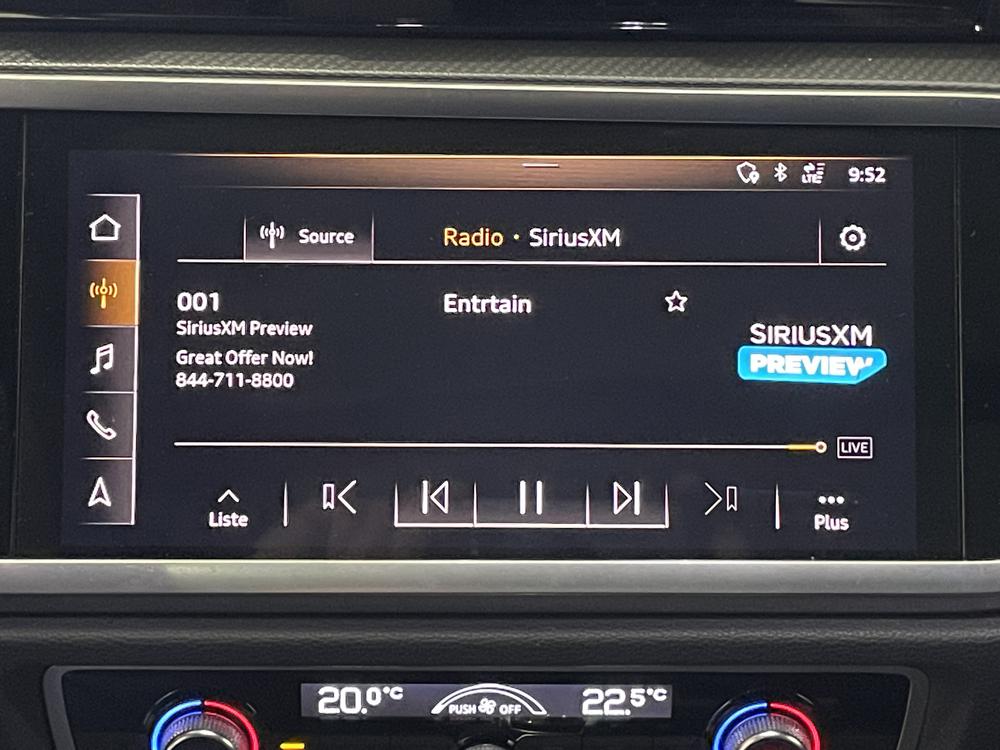 LTE 9:52
Source Radio • SiriusXM
001 Entrtain
SiriusXM Preview
Great Offer Now!
844-711-8800
SIRIUSXM
PREVIEW
LIVE
Liste Plus
20.0°C PUSH OFF 22.5°C